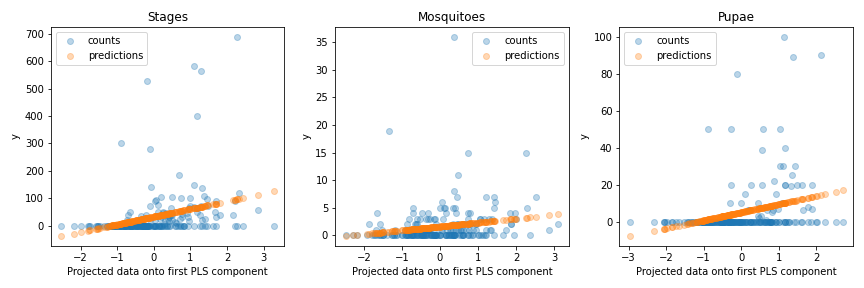 Stages
700
600
500
400
300
200
100
0
y
counts
predictions
−2
−1
0
1
2
3
Projected data onto first PLS component
Mosquitoes
35
30
25
20
15
10
5
0
y
counts
predictions
−2
−1
0
1
2
3
Projected data onto first PLS component
Pupae
100
80
60
40
20
0
y
counts
predictions
−3
−2
−1
0
1
2
Projected data onto first PLS component